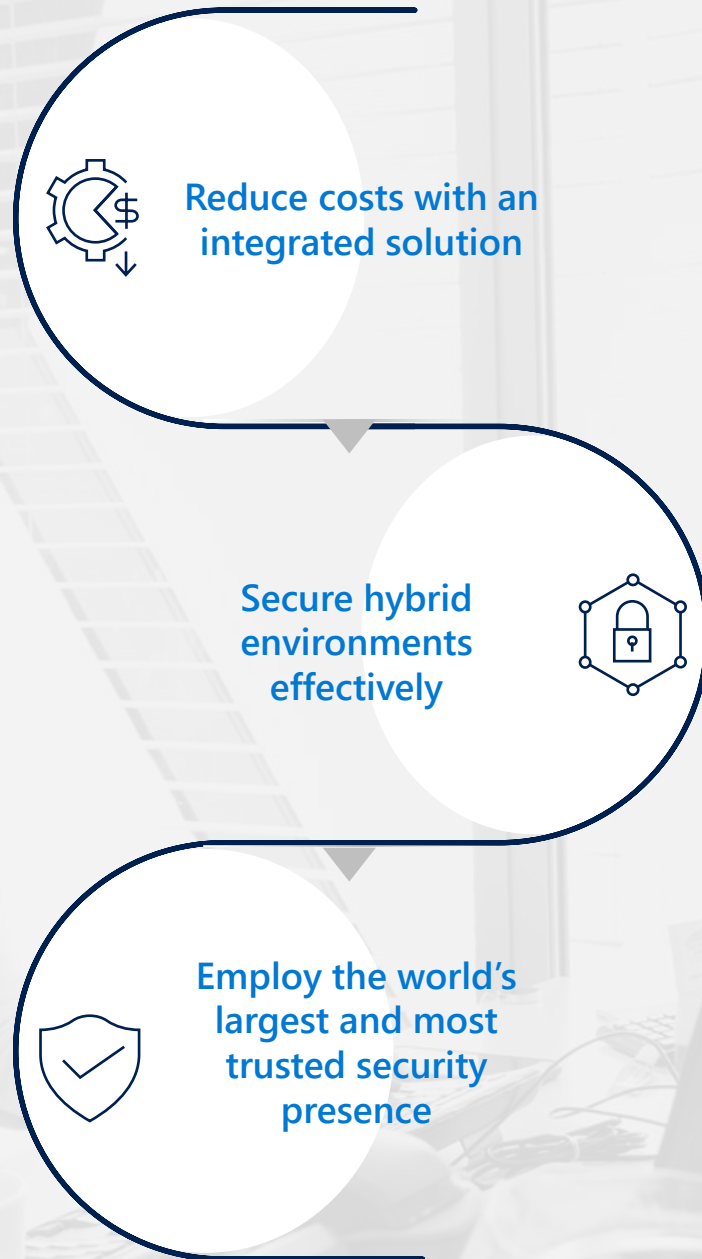 Reduce costs with an
integrated solution
Secure hybrid
environments
effectively
Employ the world’s
largest and most
trusted security
presence